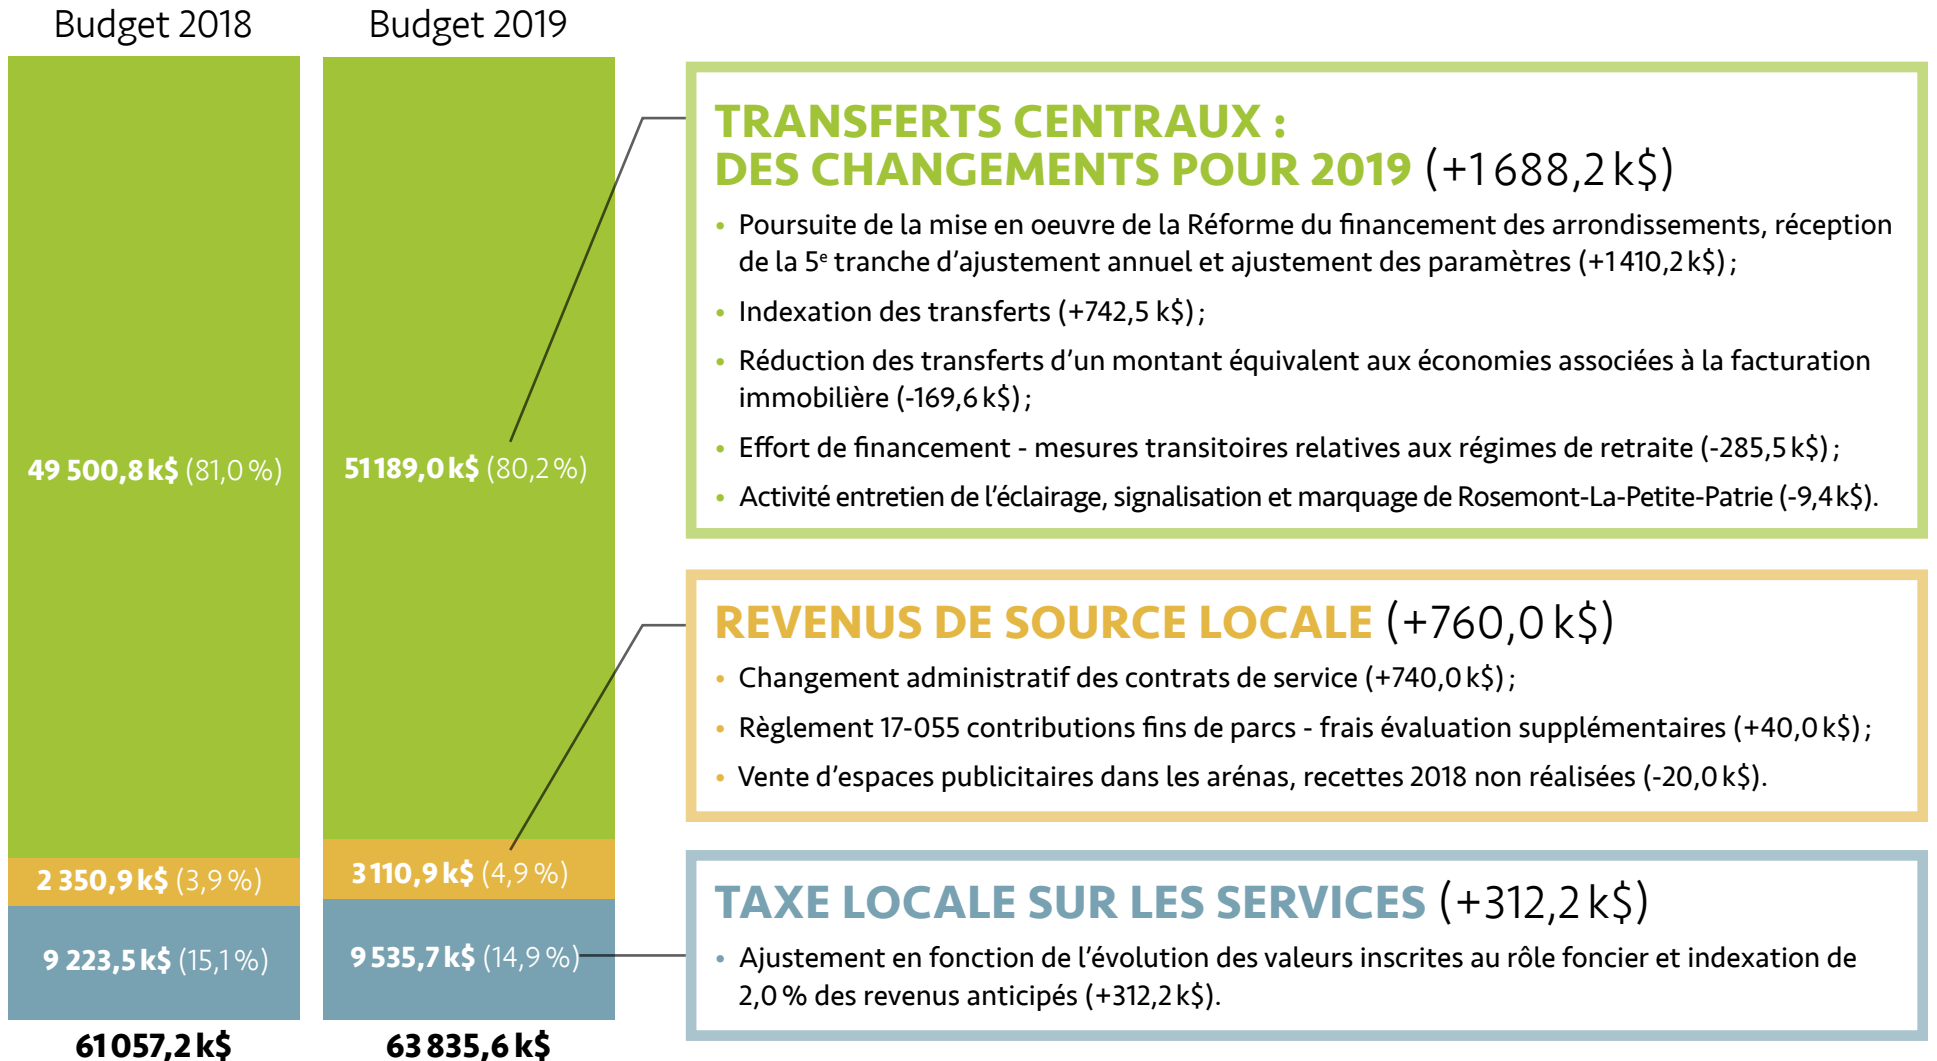 Budget 2018
Budget 2019
49 500,8 k$ (81,0 %)
51 189,0 k$ (80,2 %)
2 350,9 k$ (3,9 %)
3 110,9 k$ (4,9 %)
9 223,5 k$ (15,1 %)
9 535,7 k$ (14,9 %)
61 057,2 k$
63 835,6 k$
TRANSFERTS CENTRAUX :
DES CHANGEMENTS POUR 2019 (+1 688,2 k$)
• Poursuite de la mise en oeuvre de la Réforme du financement des arrondissements, réception
de la 5e tranche d'ajustement annuel et ajustement des paramètres (+1 410,2 k$) ;
• Indexation des transferts (+742,5 k$) ;
• Réduction des transferts d'un montant équivalent aux économies associées à la facturation
immobilière (-169,6 k$) ;
• Effort de financement - mesures transitoires relatives aux régimes de retraite (-285,5 k$) ;
• Activité entretien de l'éclairage, signalisation et marquage de Rosemont-La-Petite-Patrie (-9,4 k$).
REVENUS DE SOURCE LOCALE (+760,0 k$)
• Changement administratif des contrats de service (+740,0 k$) ;
• Règlement 17-055 contributions fins de parcs - frais évaluation supplémentaires (+40,0 k$) ;
• Vente d'espaces publicitaires dans les arénas, recettes 2018 non réalisées (-20,0 k$).
TAXE LOCALE SUR LES SERVICES (+312,2 k$)
• Ajustement en fonction de l'évolution des valeurs inscrites au rôle foncier et indexation de
2,0 % des revenus anticipés (+312,2 k$).